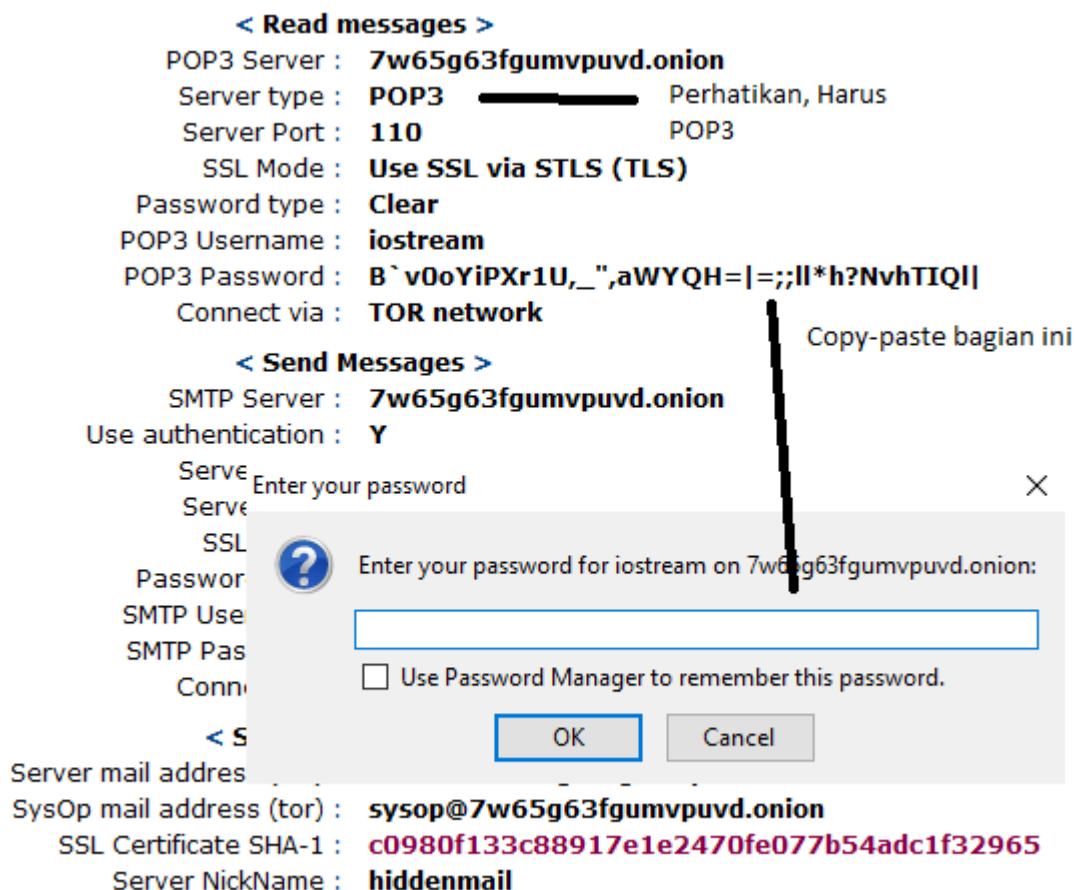 < Read messages >
POP3 Server : 7w65g63fgumvpuvd.onion
Server type : POP3 Perhatikan, Harus
Server Port : 110 POP3
SSL Mode : Use SSL via STLS (TLS)
Password type : Clear
POP3 Username : iostream
POP3 Password : B`v0oYiPXr1U,_",aWYQH=|=;;ll*h?NvhTIQl|
Connect via : TOR network
Copy-paste bagian ini
< Send Messages >
SMTP Server : 7w65g63fgumvpuvd.onion
Use authentication : Y
Enter your password
Enter your password for iostream on 7w65g63fgumvpuvd.onion:
Use Password Manager to remember this password.
OK Cancel
Server mail
SysOp mail address (tor) : sysop@7w65g63fgumvpuvd.onion
SSL Certificate SHA-1 : c0980f133c88917e1e2470fe077b54adc1f32965
Server NickName : hiddenmail